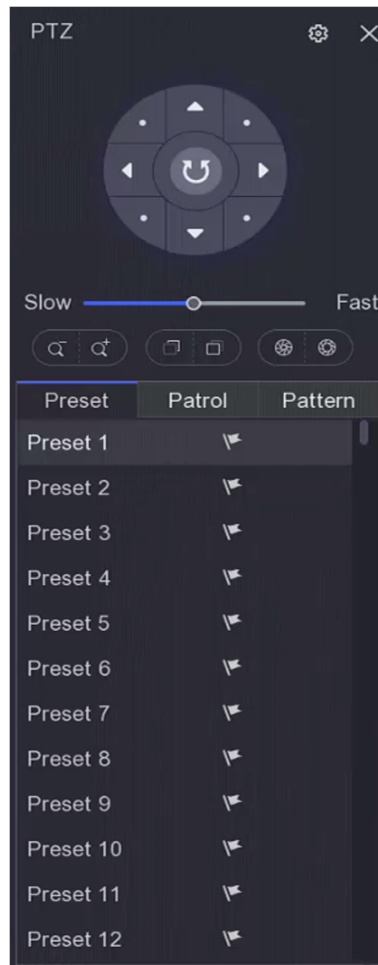 PTZ
Slow Fast
Preset Patrol Pattern
Preset 1
Preset 2
Preset 3
Preset 4
Preset 5
Preset 6
Preset 7
Preset 8
Preset 9
Preset 10
Preset 11
Preset 12